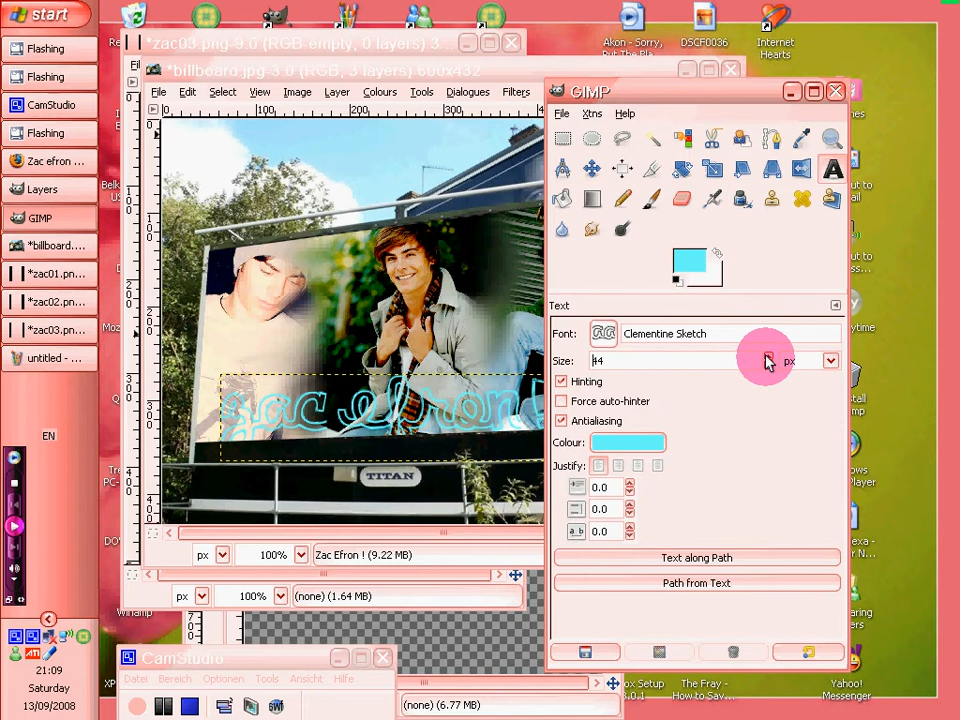 start
Flashing
Flashing
CamStudio
Flashing
Zac efron ...
Layers
GIMP
*billboard....
*zac01.pn...
*zac02.pn...
*zac03.pn...
untitled - ...
EN
21:09
Saturday
13/09/2008
Akon - Sorry,
DSCF0036
Internet
Hearts
*zac03.png-9.0 (RGB-empty, 6 layers) 3...
*billboard.jpg-3.0 (RGB, 3 layers) 600x432
File Edit Select View Image Layer Colours Tools Dialogues Filters
0 100 200 300
TITAN
zac efron
px 100% Zac Efron ! (9.22 MB)
px 100% (none) (1.64 MB)
GIMP
File Xtns Help
Text
Font: Clementine Sketch
Size: 44 px
Hinting
Force auto-hinter
Antialiasing
Colour:
Justify:
0.0
0.0
0.0
Text along Path
Path from Text
CamStudio
Datei Bereich Optionen Tools Ansicht Hilfe
(none) (6.77 MB)
Winamp
The Fray -
How to Sav...
Yahoo!
Messenger